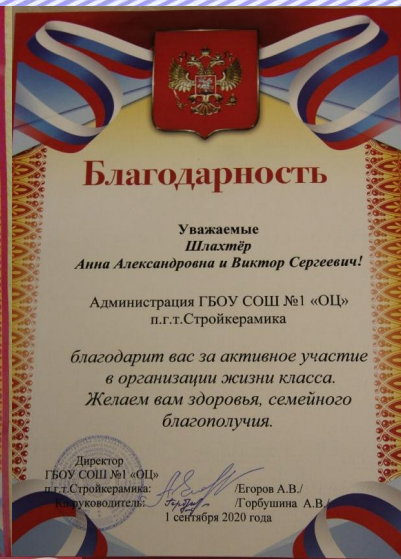 Благодарность
Уважаемые
Шлахтёр
Анна Александровна и Виктор Сергеевич!
Администрация ГБОУ СОШ №1 «ОЦ»
п.г.т.Стройкерамика
благодарит вас за активное участие
в организации жизни класса.
Желаем вам здоровья, семейного
благополучия.
Директор
ГБОУ СОШ №1 «ОЦ»
п.г.т.Стройкерамика: /Егоров А.В./
Кл.руководитель: /Горбушина А.В./
1 сентября 2020 года